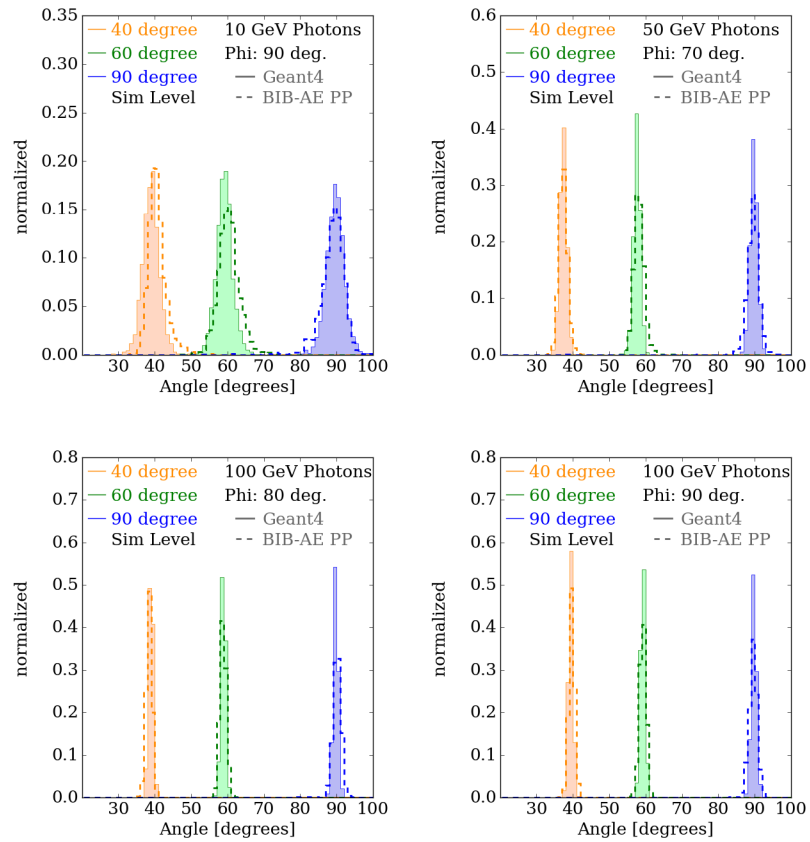 0.35
0.30
0.25
0.20
0.15
0.10
0.05
0.00
normalized
40 degree
60 degree
90 degree
Sim Level
10 GeV Photons
Phi: 90 deg.
Geant4
BIB-AE PP
30 40 50 60 70 80 90 100
Angle [degrees]
0.6
0.5
0.4
0.3
0.2
0.1
0.0
normalized
40 degree
60 degree
90 degree
Sim Level
50 GeV Photons
Phi: 70 deg.
Geant4
BIB-AE PP
30 40 50 60 70 80 90 100
Angle [degrees]
0.8
0.7
0.6
0.5
0.4
0.3
0.2
0.1
0.0
normalized
40 degree
60 degree
90 degree
Sim Level
100 GeV Photons
Phi: 80 deg.
Geant4
BIB-AE PP
30 40 50 60 70 80 90 100
Angle [degrees]
0.8
0.7
0.6
0.5
0.4
0.3
0.2
0.1
0.0
normalized
40 degree
60 degree
90 degree
Sim Level
100 GeV Photons
Phi: 90 deg.
Geant4
BIB-AE PP
30 40 50 60 70 80 90 100
Angle [degrees]